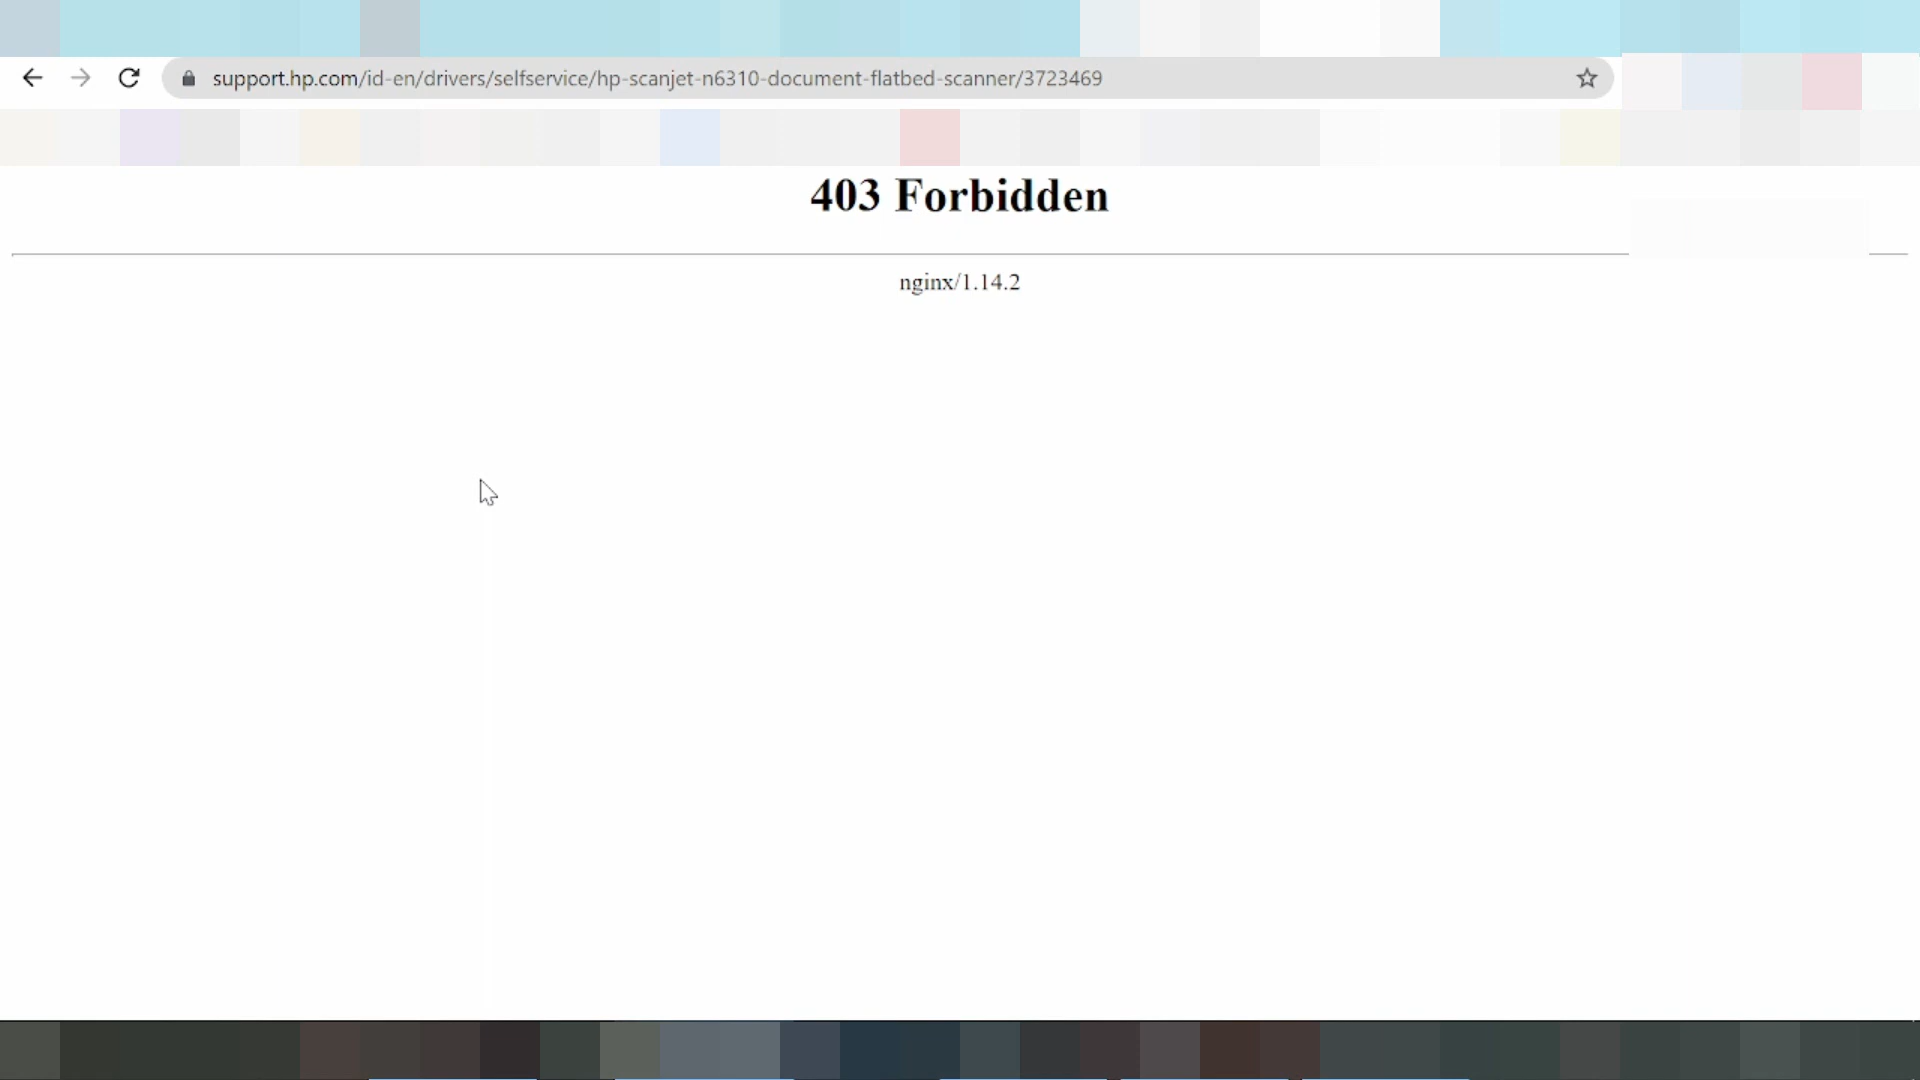 support.hp.com/id-en/drivers/selfservice/hp-scanjet-n6310-document-flatbed-scanner/3723469
403 Forbidden
nginx/1.14.2